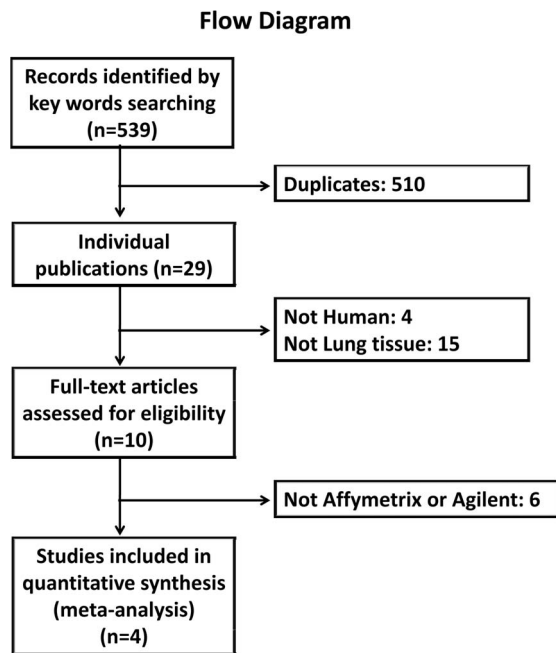 Flow Diagram
Records identified by
key words searching
(n=539)
Duplicates: 510
Individual
publications (n=29)
Not Human: 4
Not Lung tissue: 15
Full-text articles
assessed for eligibility
(n=10)
Not Affymetrix or Agilent: 6
Studies included in
quantitative synthesis
(meta-analysis)
(n=4)